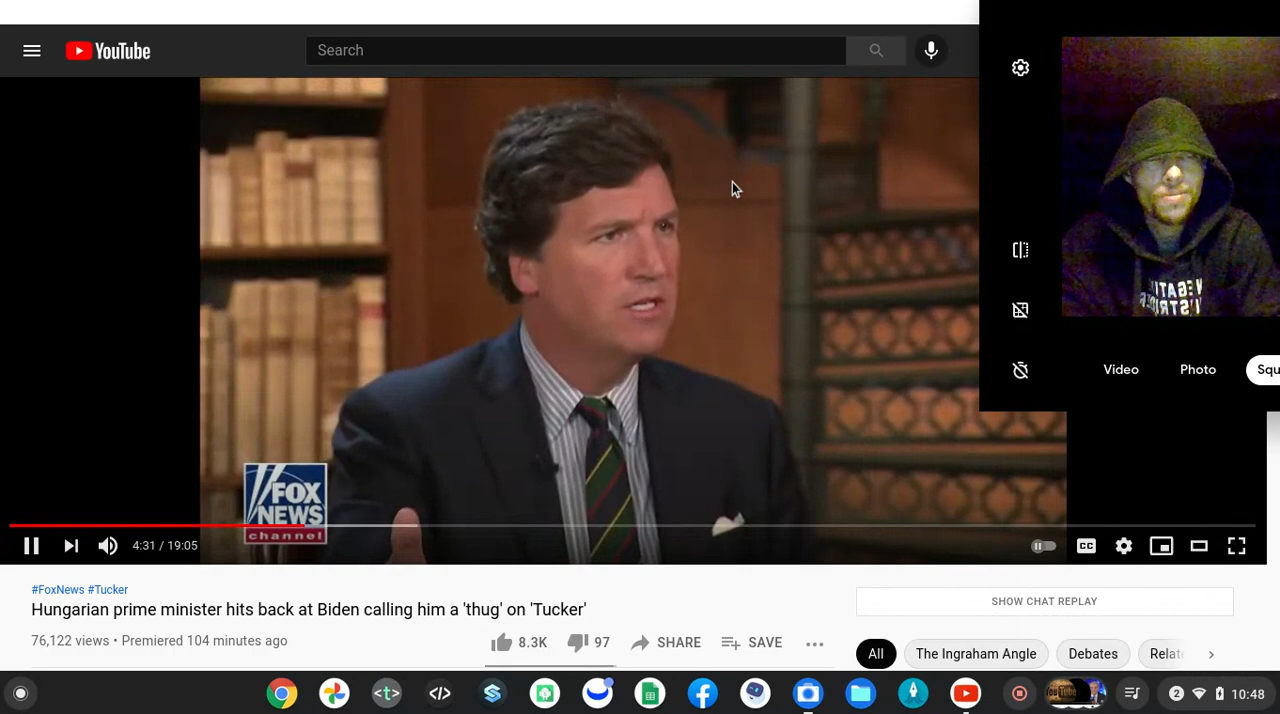 YouTube
Search
FOX
NEWS
channel
4:31 / 19:05
CC
Video
Photo
Squ
#FoxNews #Tucker
Hungarian prime minister hits back at Biden calling him a 'thug' on 'Tucker'
76,122 views • Premiered 104 minutes ago
8.3K
97
SHARE
SAVE
SHOW CHAT REPLAY
All
The Ingraham Angle
Debates
Relat
<t>
</>
2
10:48